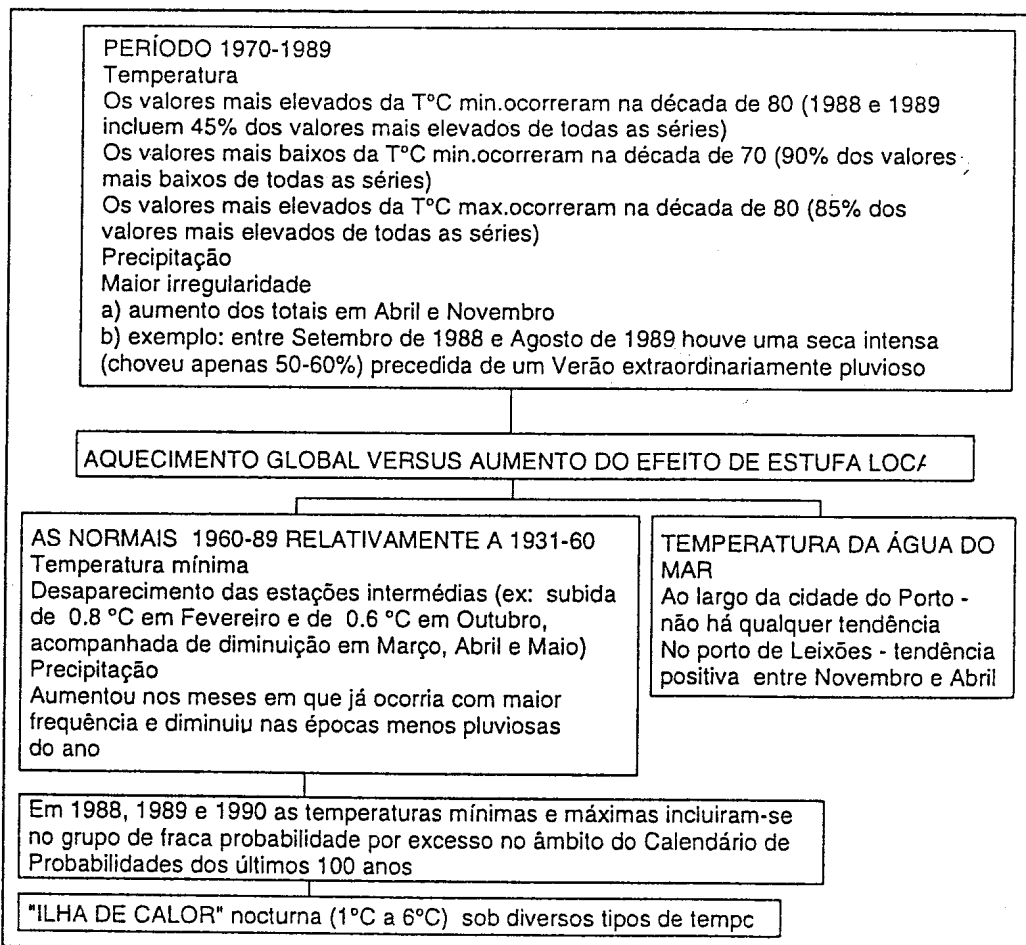 PERÍODO 1970-1989
Temperatura
Os valores mais elevados da TºC min.ocorreram na década de 80 (1988 e 1989
incluem 45% dos valores mais elevados de todas as séries)
Os valores mais baixos da TºC min.ocorreram na década de 70 (90% dos valores
mais baixos de todas as séries)
Os valores mais elevados da TºC max.ocorreram na década de 80 (85% dos
valores mais elevados de todas as séries)
Precipitação
Maior irregularidade
a) aumento dos totais em Abril e Novembro
b) exemplo: entre Setembro de 1988 e Agosto de 1989 houve uma seca intensa
(choveu apenas 50-60%) precedida de um Verão extraordinariamente pluvioso
AQUECIMENTO GLOBAL VERSUS AUMENTO DO EFEITO DE ESTUFA LOCA
AS NORMAIS 1960-89 RELATIVAMENTE A 1931-60
Temperatura mínima
Desaparecimento das estações intermédias (ex: subida
de 0.8 ºC em Fevereiro e de 0.6 ºC em Outubro,
acompanhada de diminuição em Março, Abril e Maio)
Precipitação
Aumentou nos meses em que já ocorria com maior
frequência e diminuiu nas épocas menos pluviosas
do ano
TEMPERATURA DA ÁGUA DO
MAR
Ao largo da cidade do Porto -
não há qualquer tendência
No porto de Leixões - tendência
positiva entre Novembro e Abril
Em 1988, 1989 e 1990 as temperaturas mínimas e máximas incluiram-se
no grupo de fraca probabilidade por excesso no âmbito do Calendário de
Probabilidades dos últimos 100 anos
"ILHA DE CALOR" nocturna (1ºC a 6ºC) sob diversos tipos de tempo